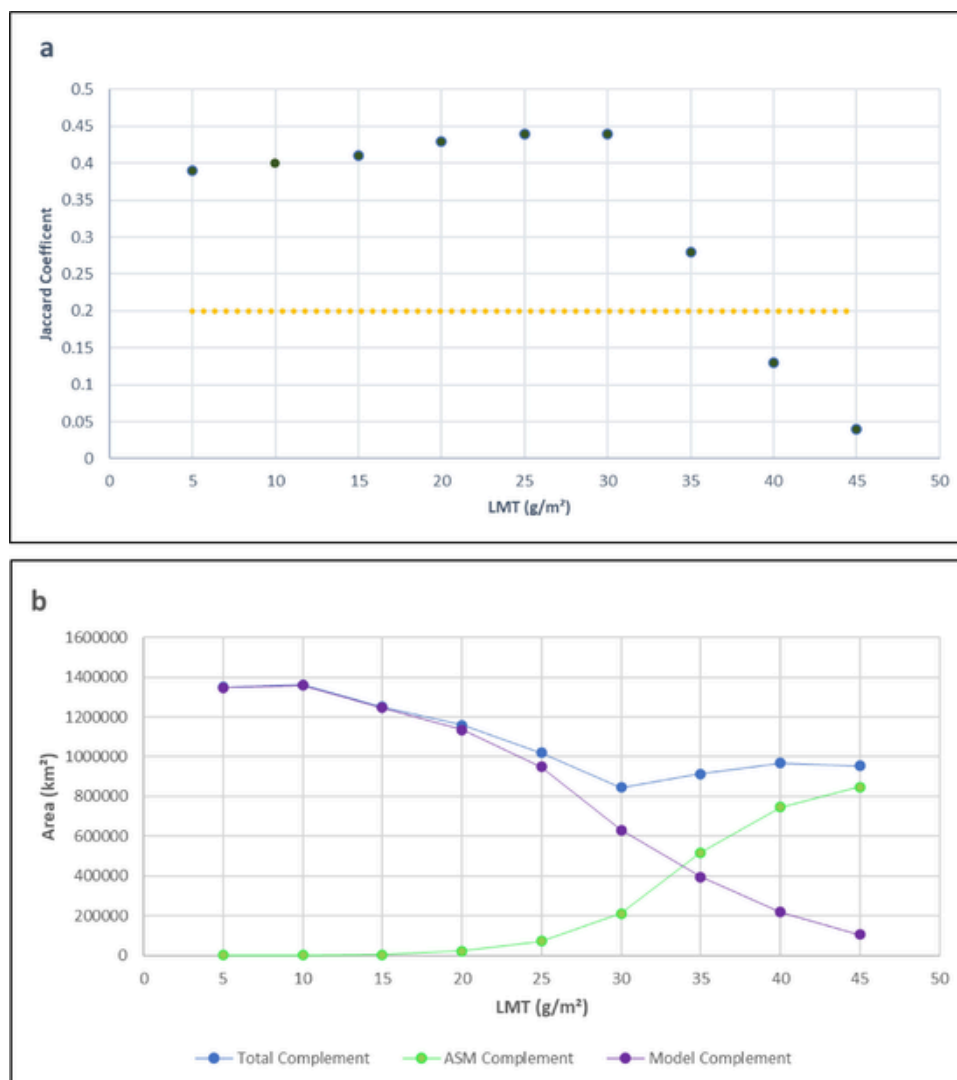 a
0.5
0.45
0.4
0.35
0.3
0.25
0.2
0.15
0.1
0.05
0
Jaccard Coefficent
0 5 10 15 20 25 30 35 40 45 50
LMT (g/m²)
b
1600000
1400000
1200000
1000000
800000
600000
400000
200000
0
Area (km²)
0 5 10 15 20 25 30 35 40 45 50
LMT (g/m²)
Total Complement ASM Complement Model Complement